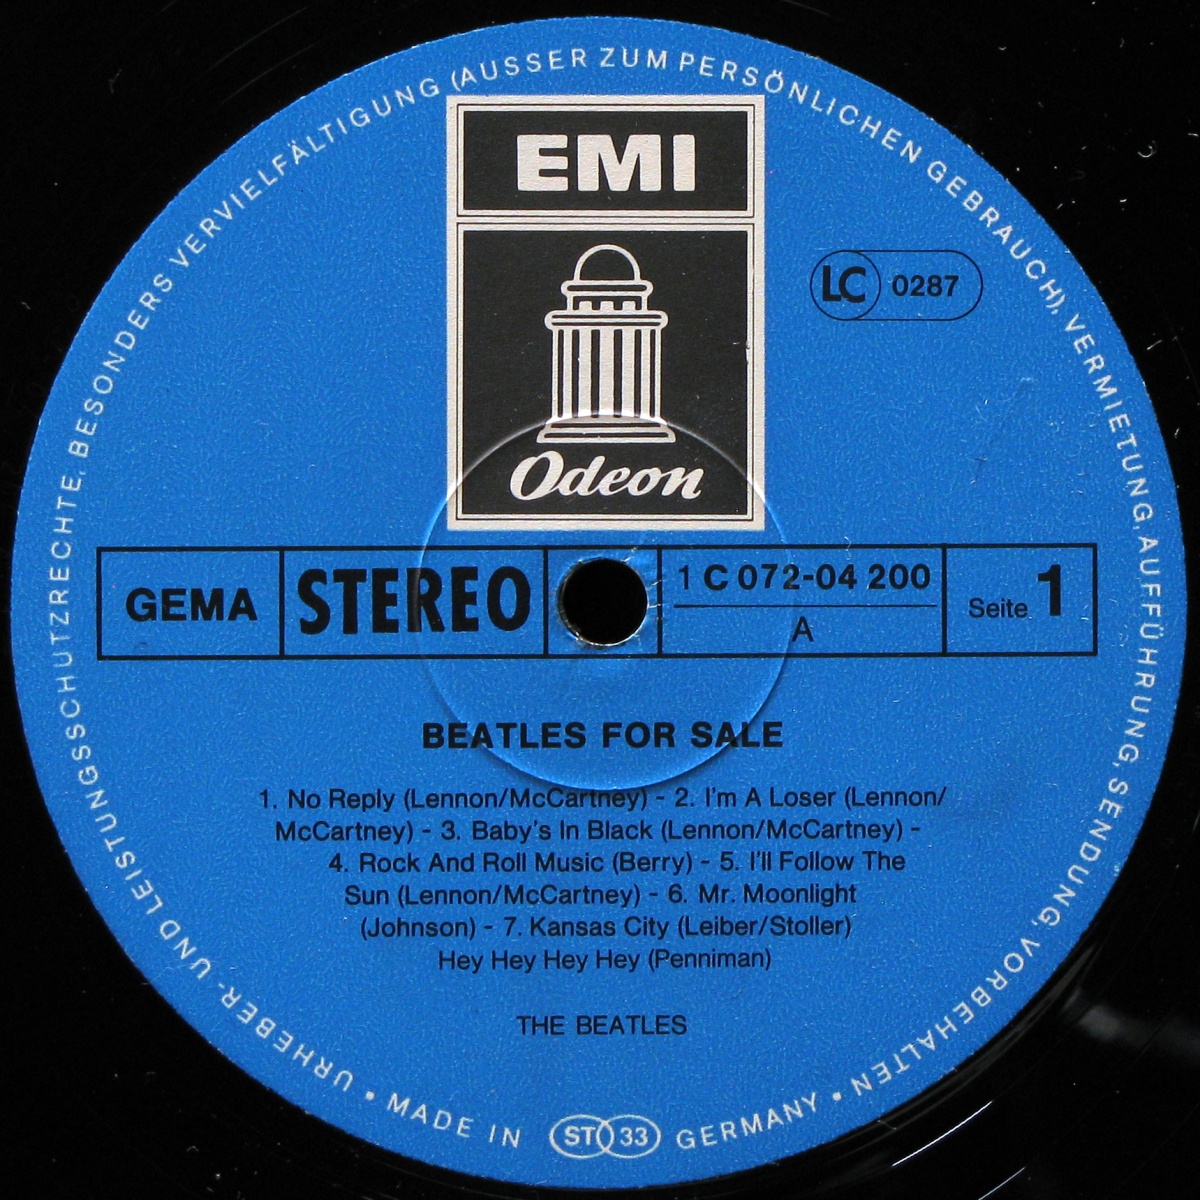 EMI
Odeon
LC 0287
GEMA
STEREO
1 C 072-04 200
A
Seite 1
BEATLES FOR SALE
1. No Reply (Lennon/McCartney) - 2. I'm A Loser (Lennon/
McCartney) - 3. Baby's In Black (Lennon/McCartney) -
4. Rock And Roll Music (Berry) - 5. I'll Follow The
Sun (Lennon/McCartney) - 6. Mr. Moonlight
(Johnson) - 7. Kansas City (Leiber/Stoller)
Hey Hey Hey Hey (Penniman)
THE BEATLES
URHEBER- UND LEISTUNGSSCHUTZRECHTE, BESONDERS VERVIELFÄLTIGUNG (AUSSER ZUM PERSÖNLICHEN GEBRAUCH), VERMIETUNG, AUFFÜHRUNG, SENDUNG, VORBEHALTEN •
• MADE IN ST 33 GERMANY